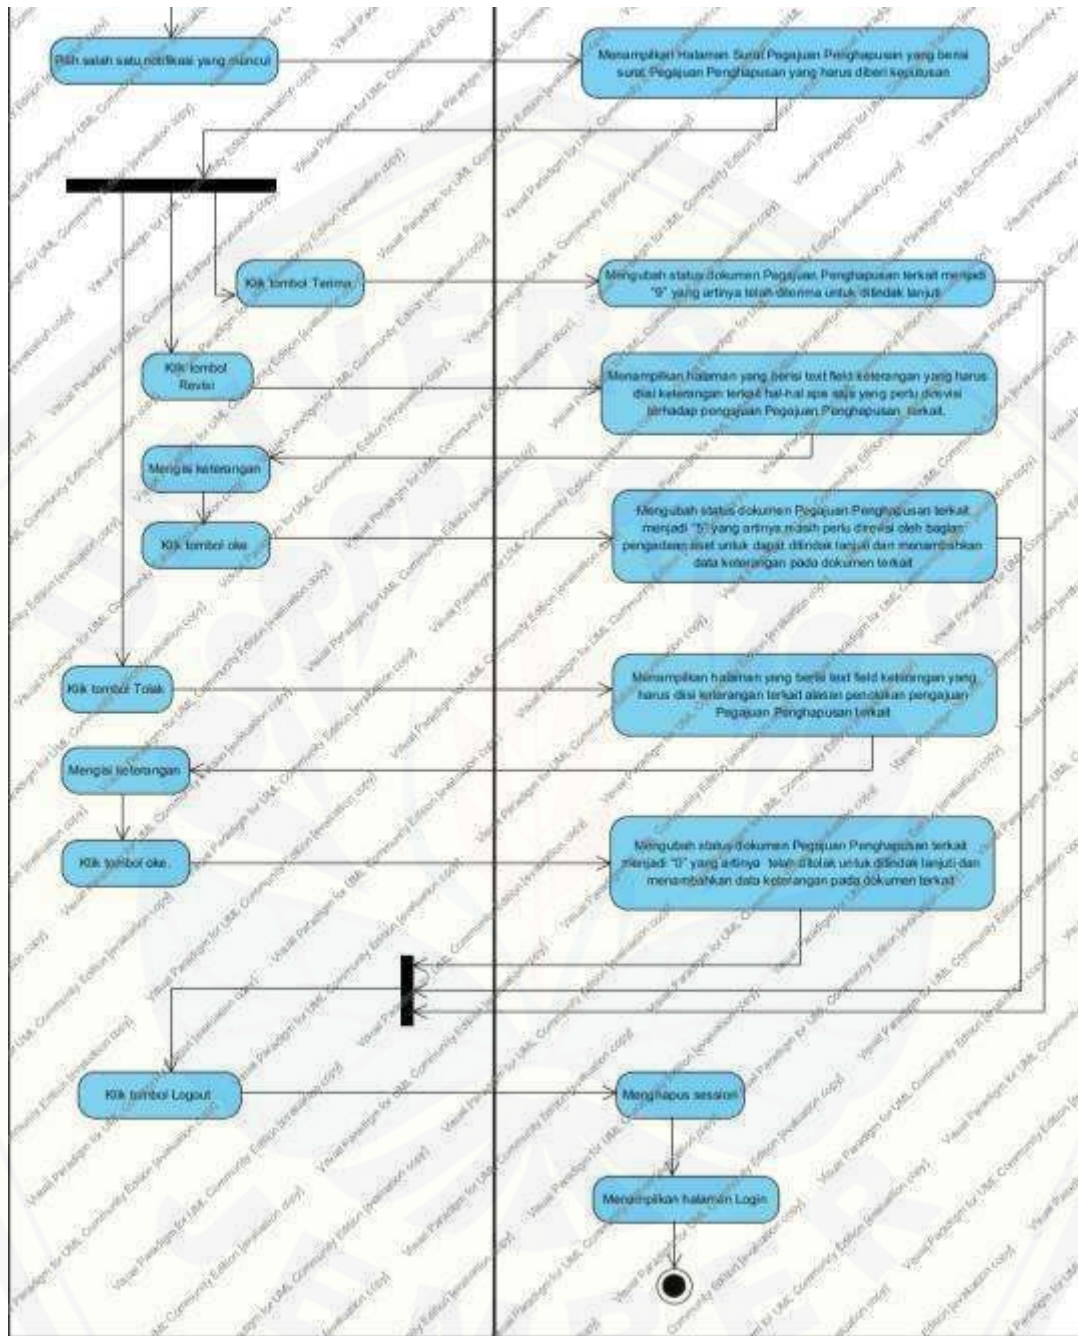 Pilih salah satu notifikasi yang muncul
Menampilkan Halaman Surat Pegajuan Penghapusan yang berisi
surat Pegajuan Penghapusan yang harus diberi keputusan
Klik tombol Terima
Mengubah status dokumen Pegajuan Penghapusan terkait menjadi
"9" yang artinya telah diterima untuk ditindak lanjuti
Klik tombol
Revisi
Menampilkan halaman yang berisi text field keterangan yang harus
diisi keterangan terkait hal-hal apa saja yang perlu direvisi
terhadap pengajuan Pegajuan Penghapusan terkait.
Mengisi keterangan
Klik tombol oke
Mengubah status dokumen Pegajuan Penghapusan terkait
menjadi "5" yang artinya masih perlu direvisi oleh bagian
pengadaan aset untuk dapat ditindak lanjuti dan menambahkan
data keterangan pada dokumen terkait
Klik tombol Tolak
Menampilkan halaman yang berisi text field keterangan yang
harus diisi keterangan terkait alasan penolakan pengajuan
Pegajuan Penghapusan terkait
Mengisi keterangan
Klik tombol oke.
Mengubah status dokumen Pegajuan Penghapusan terkait
menjadi "0" yang artinya telah ditolak untuk ditindak lanjuti dan
menambahkan data keterangan pada dokumen terkait
Klik tombol Logout
Menghapus session
Menampilkan halaman Login
Visual Paradigm for UML Community Edition [evaluation copy]